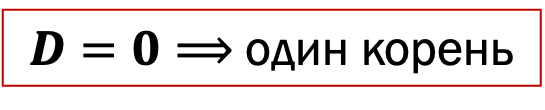 D = 0 ⟹ один корень